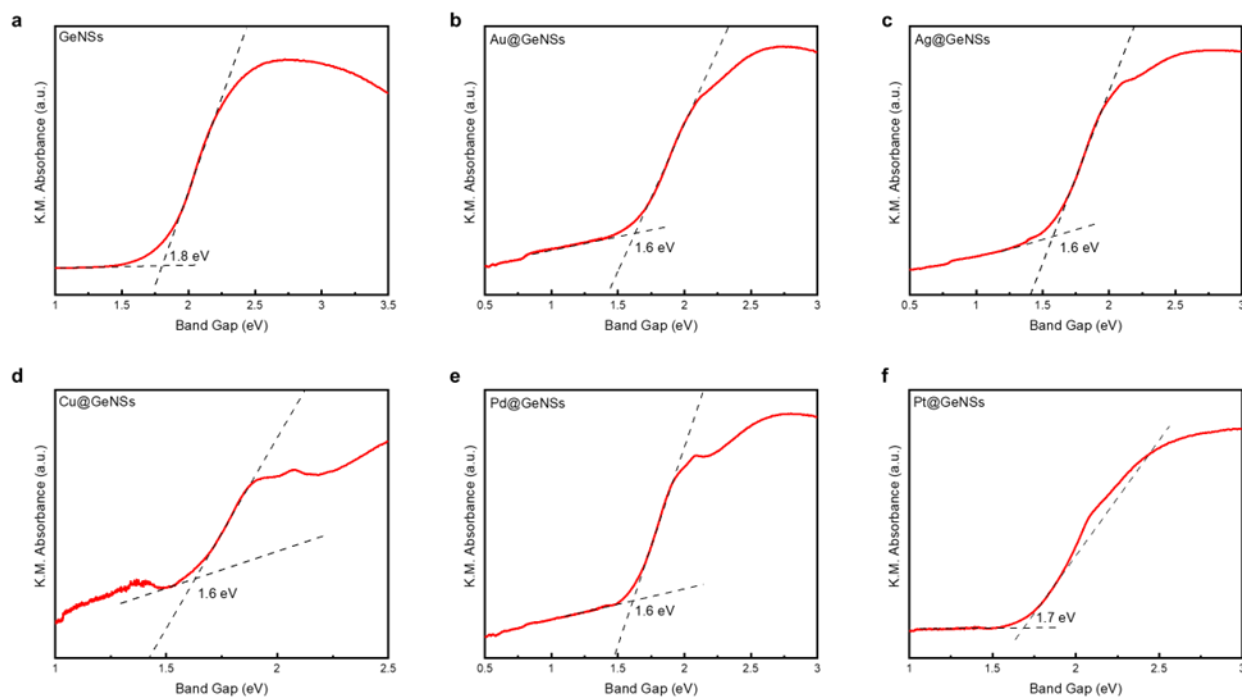 a
GeNSs
K.M. Absorbance (a.u.)
1.8 eV
1 1.5 2 2.5 3 3.5
Band Gap (eV)
b
Au@GeNSs
K.M. Absorbance (a.u.)
1.6 eV
0.5 1 1.5 2 2.5 3
Band Gap (eV)
c
Ag@GeNSs
K.M. Absorbance (a.u.)
1.6 eV
0.5 1 1.5 2 2.5 3
Band Gap (eV)
d
Cu@GeNSs
K.M. Absorbance (a.u.)
1.6 eV
1 1.5 2 2.5
Band Gap (eV)
e
Pd@GeNSs
K.M. Absorbance (a.u.)
1.6 eV
0.5 1 1.5 2 2.5 3
Band Gap (eV)
f
Pt@GeNSs
K.M. Absorbance (a.u.)
1.7 eV
1 1.5 2 2.5 3
Band Gap (eV)